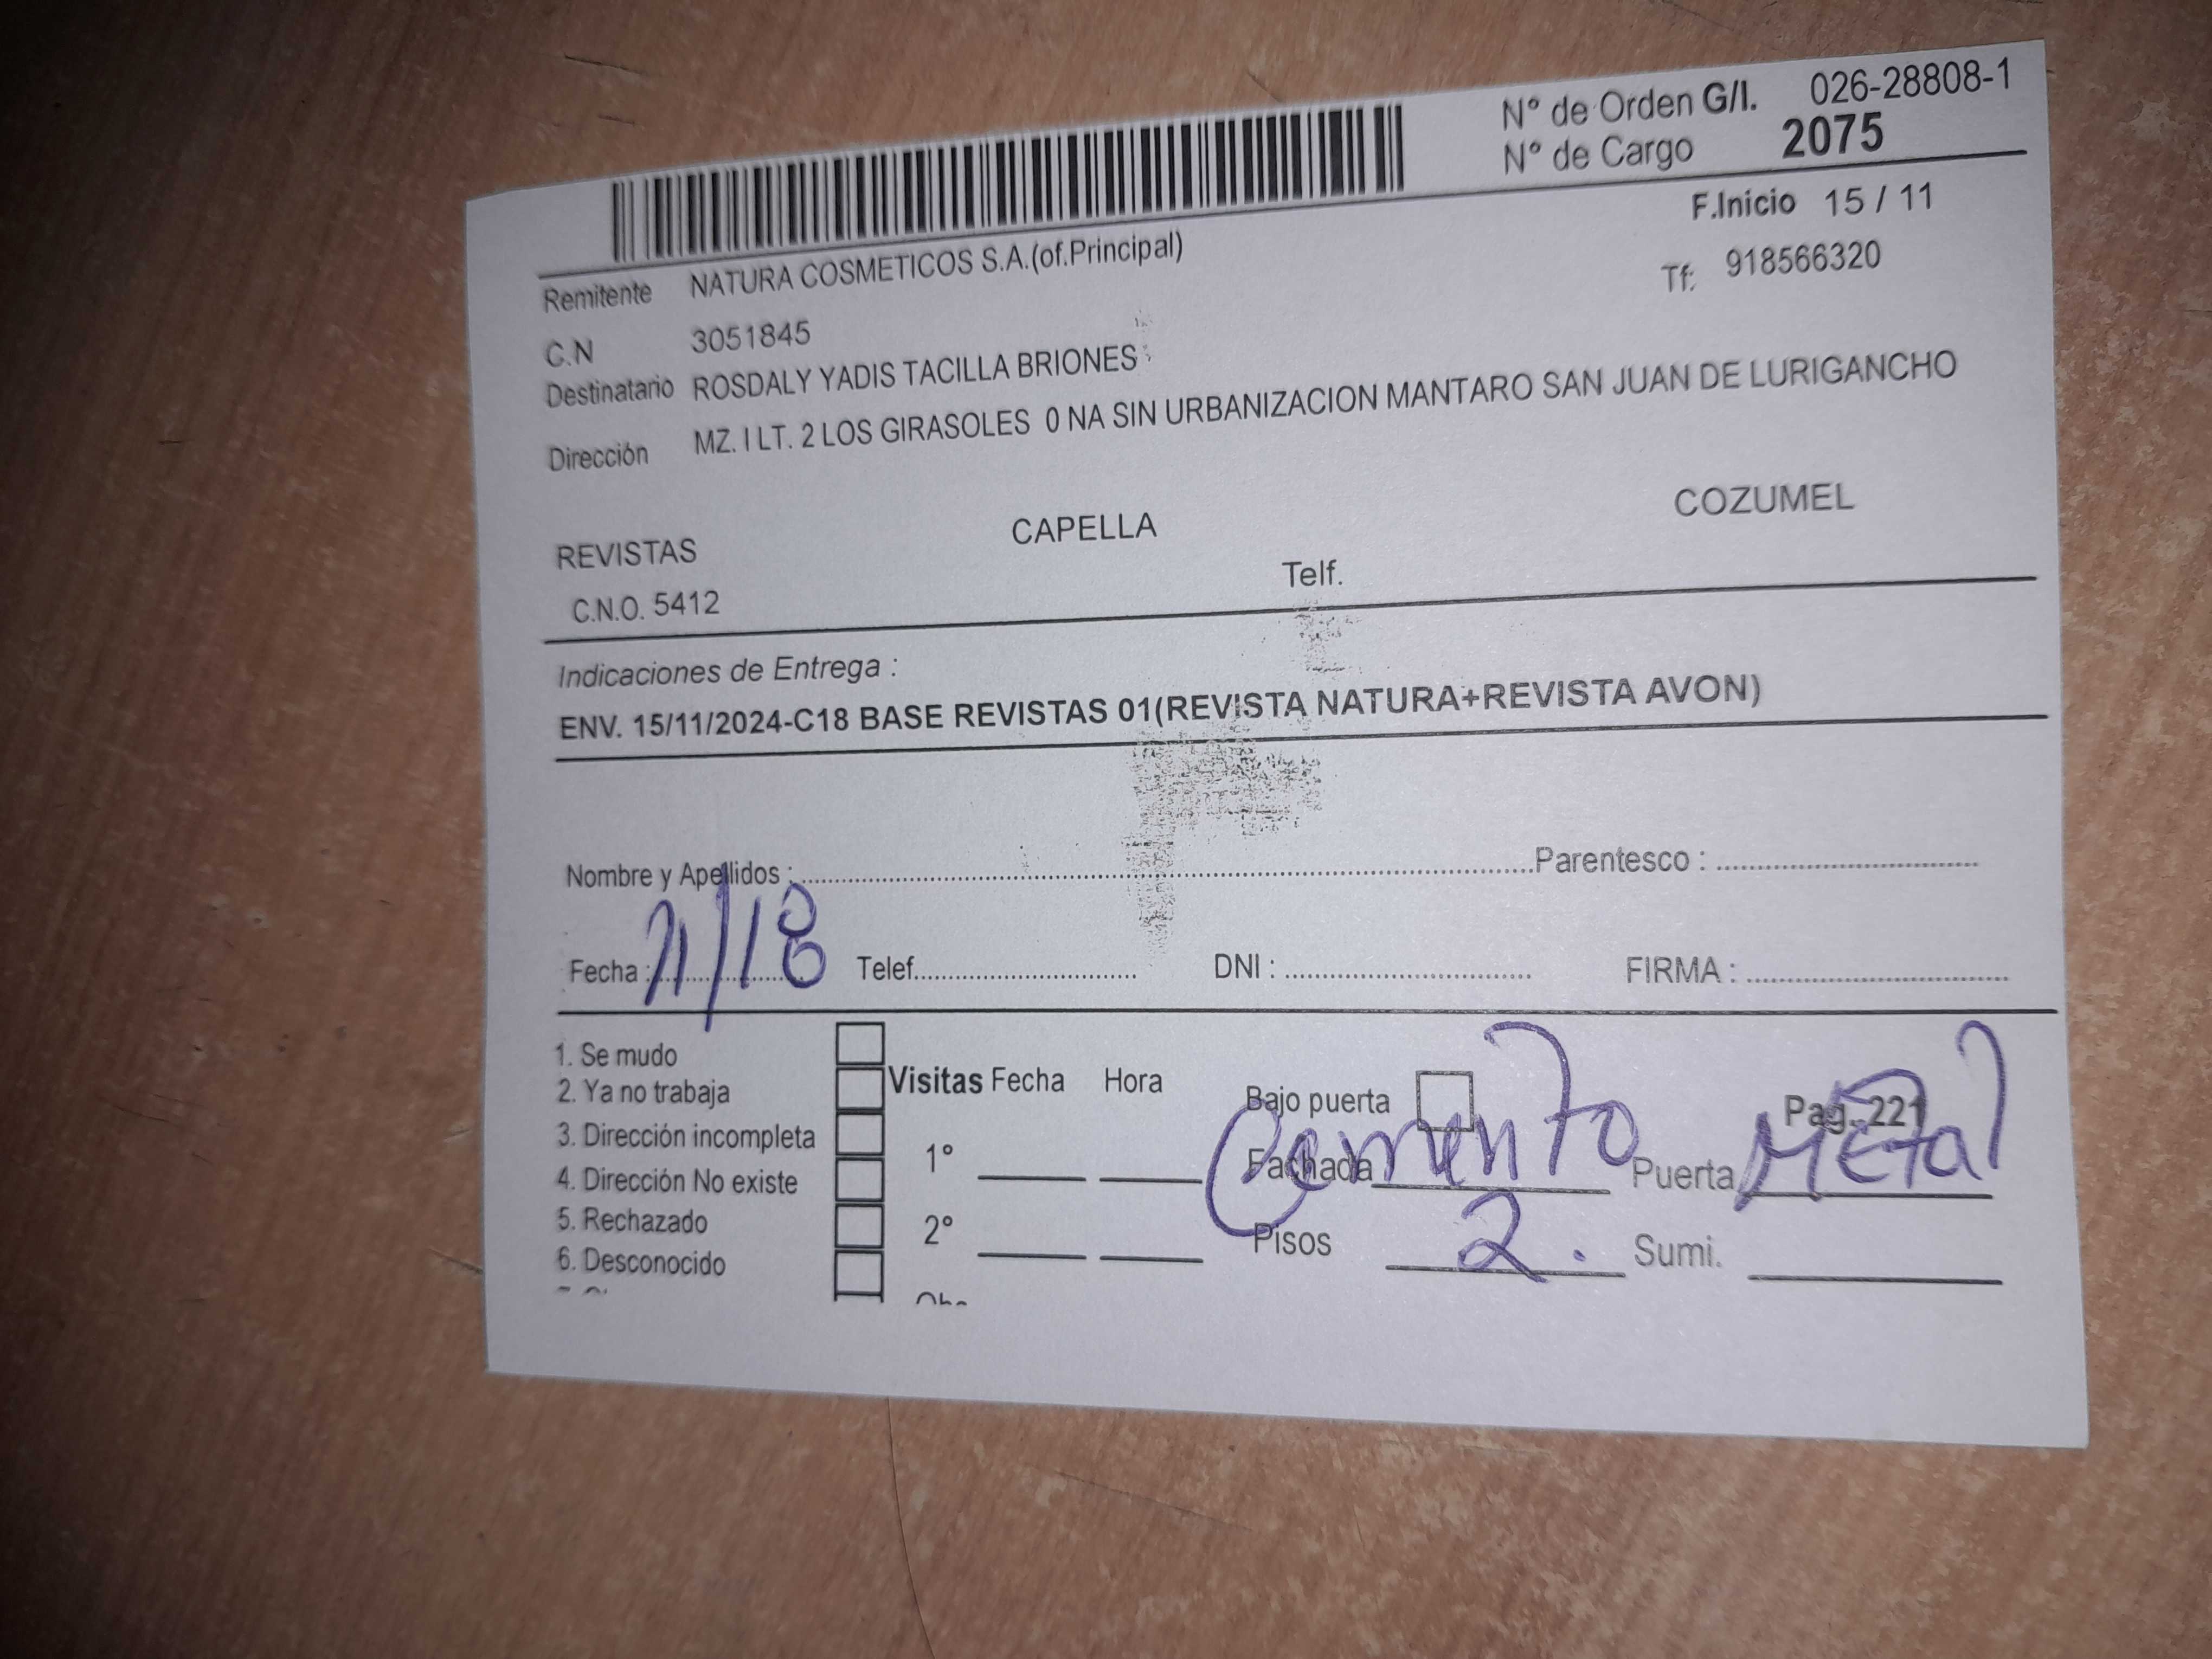 N° de Orden G/I. 026-28808-1
N° de Cargo 2075
F.Inicio 15 / 11
Remitente NATURA COSMETICOS S.A.(of.Principal)
Tf: 918566320
C.N 3051845
Destinatario ROSDALY YADIS TACILLA BRIONES
Dirección MZ. I LT. 2 LOS GIRASOLES 0 NA SIN URBANIZACION MANTARO SAN JUAN DE LURIGANCHO
REVISTAS CAPELLA COZUMEL
C.N.O. 5412 Telf.
Indicaciones de Entrega :
ENV. 15/11/2024-C18 BASE REVISTAS 01(REVISTA NATURA+REVISTA AVON)
Nombre y Apellidos : Parentesco :
Fecha : 11/18 Telef. DNI : FIRMA :
1. Se mudo
2. Ya no trabaja
3. Dirección incompleta
4. Dirección No existe
5. Rechazado
6. Desconocido
Visitas Fecha Hora
1°
2°
Bajo puerta Pag. 221
Fachada Cemento Puerta Metal
Pisos 2. Sumi.